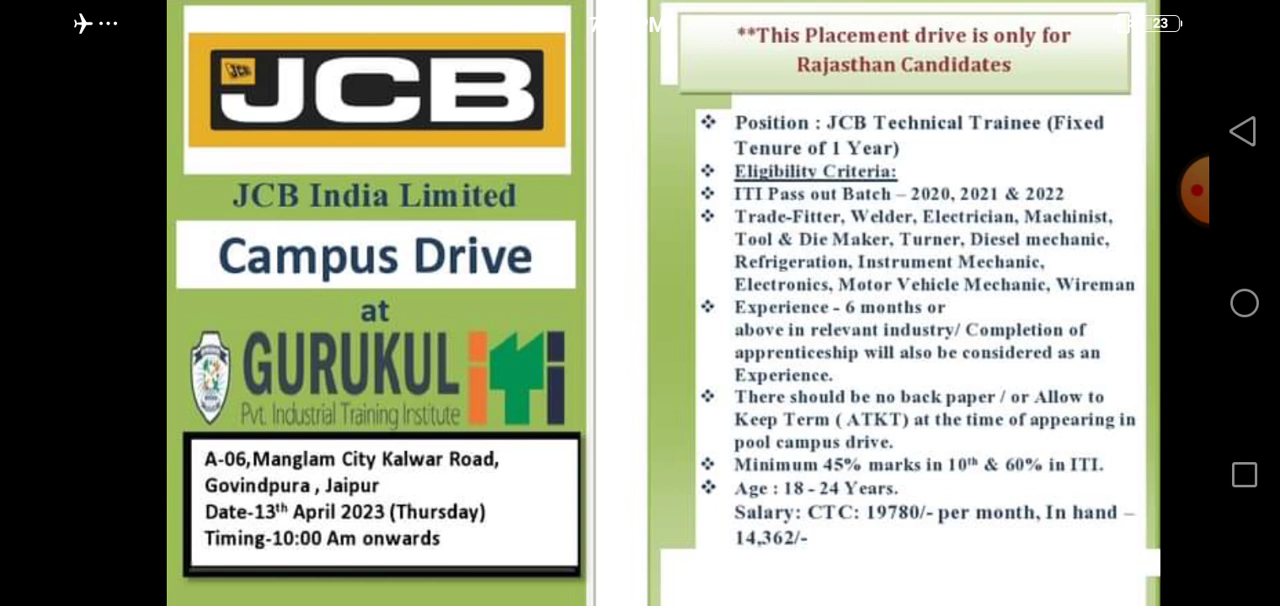 23
JCB
JCB
JCB India Limited
Campus Drive
at
GURUKUL iTi
Pvt. Industrial Training Institute
A-06,Manglam City Kalwar Road,
Govindpura , Jaipur
Date-13th April 2023 (Thursday)
Timing-10:00 Am onwards
**This Placement drive is only for
Rajasthan Candidates
❖ Position : JCB Technical Trainee (Fixed
Tenure of 1 Year)
❖ Eligibility Criteria:
❖ ITI Pass out Batch – 2020, 2021 & 2022
❖ Trade-Fitter, Welder, Electrician, Machinist,
Tool & Die Maker, Turner, Diesel mechanic,
Refrigeration, Instrument Mechanic,
Electronics, Motor Vehicle Mechanic, Wireman
❖ Experience - 6 months or
above in relevant industry/ Completion of
apprenticeship will also be considered as an
Experience.
❖ There should be no back paper / or Allow to
Keep Term ( ATKT) at the time of appearing in
pool campus drive.
❖ Minimum 45% marks in 10th & 60% in ITI.
❖ Age : 18 - 24 Years.
Salary: CTC: 19780/- per month, In hand –
14,362/-